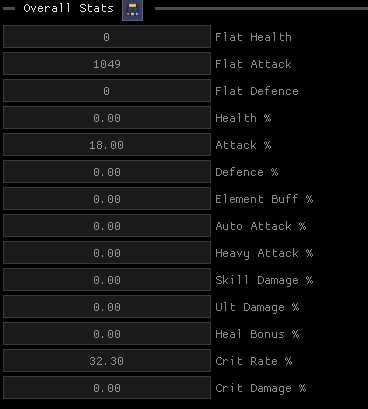 Overall Stats
0 Flat Health
1049 Flat Attack
0 Flat Defence
0.00 Health %
18.00 Attack %
0.00 Defence %
0.00 Element Buff %
0.00 Auto Attack %
0.00 Heavy Attack %
0.00 Skill Damage %
0.00 Ult Damage %
0.00 Heal Bonus %
32.30 Crit Rate %
0.00 Crit Damage %